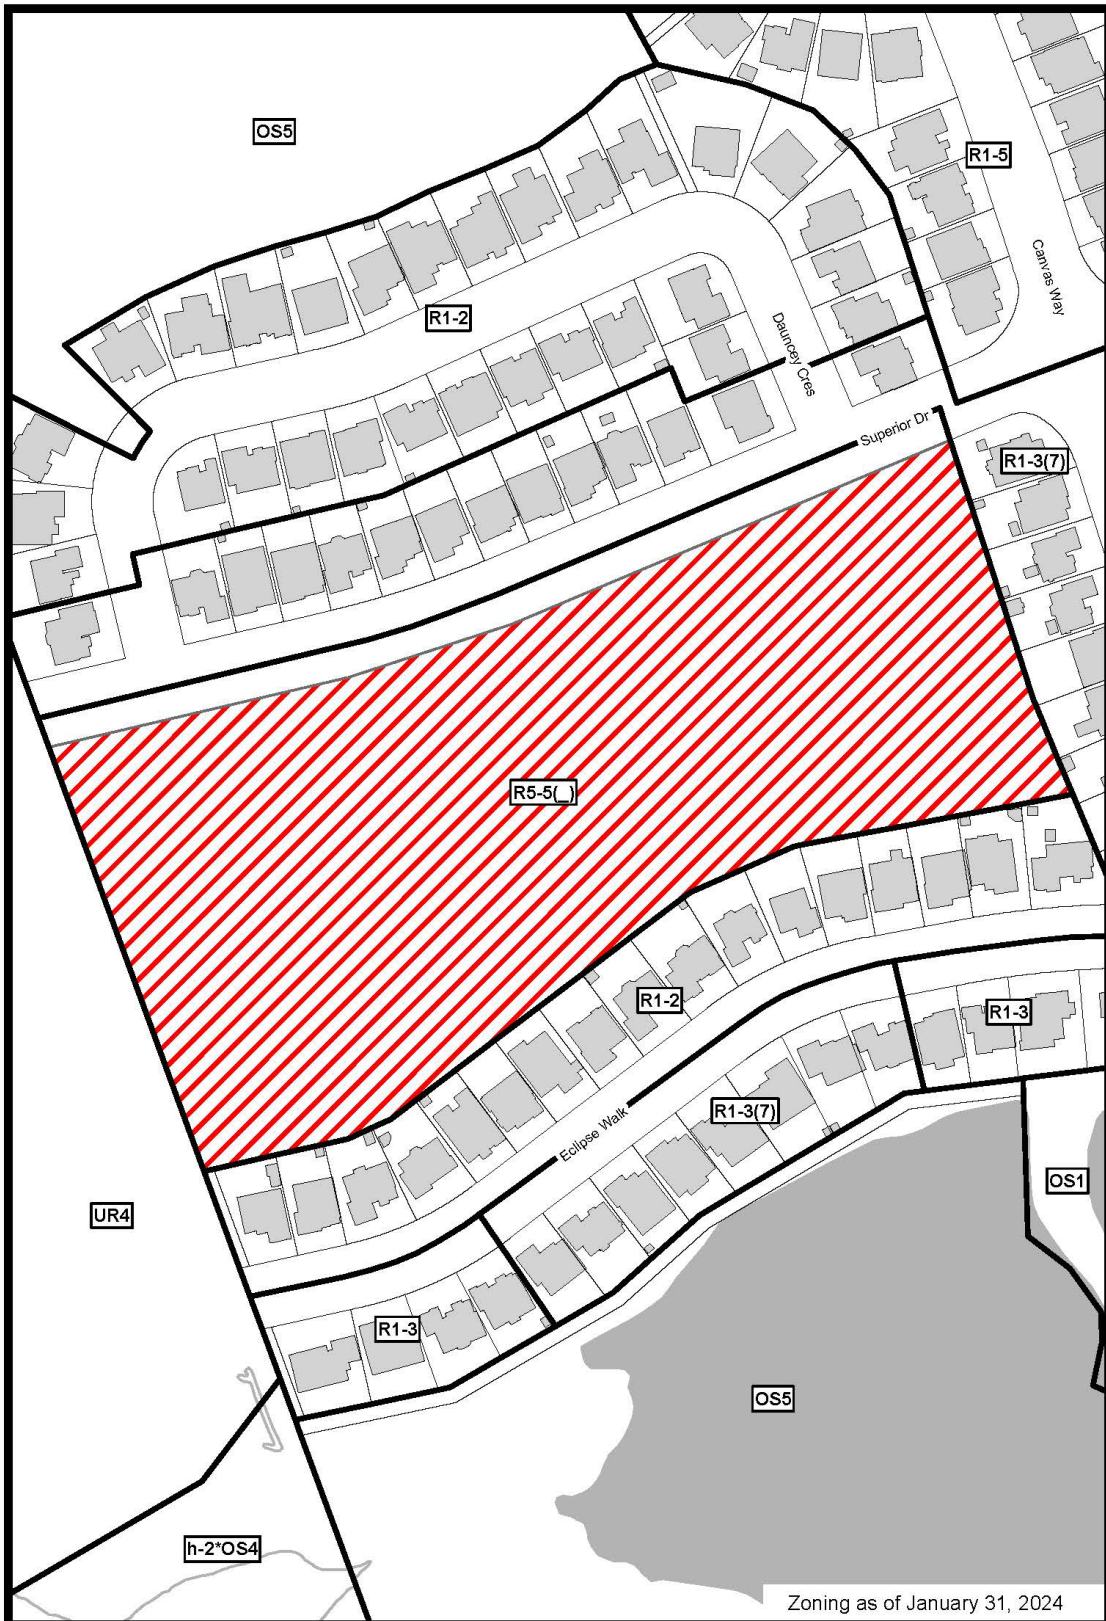 OS5
R1-5
Canvas Way
R1-2
Dauncey Cres
Superior Dr
R1-3(7)
R5-5(_)
R1-2
R1-3
R1-3(7)
Eclipse Walk
OS1
UR4
R1-3
OS5
h-2*OS4
Zoning as of January 31, 2024